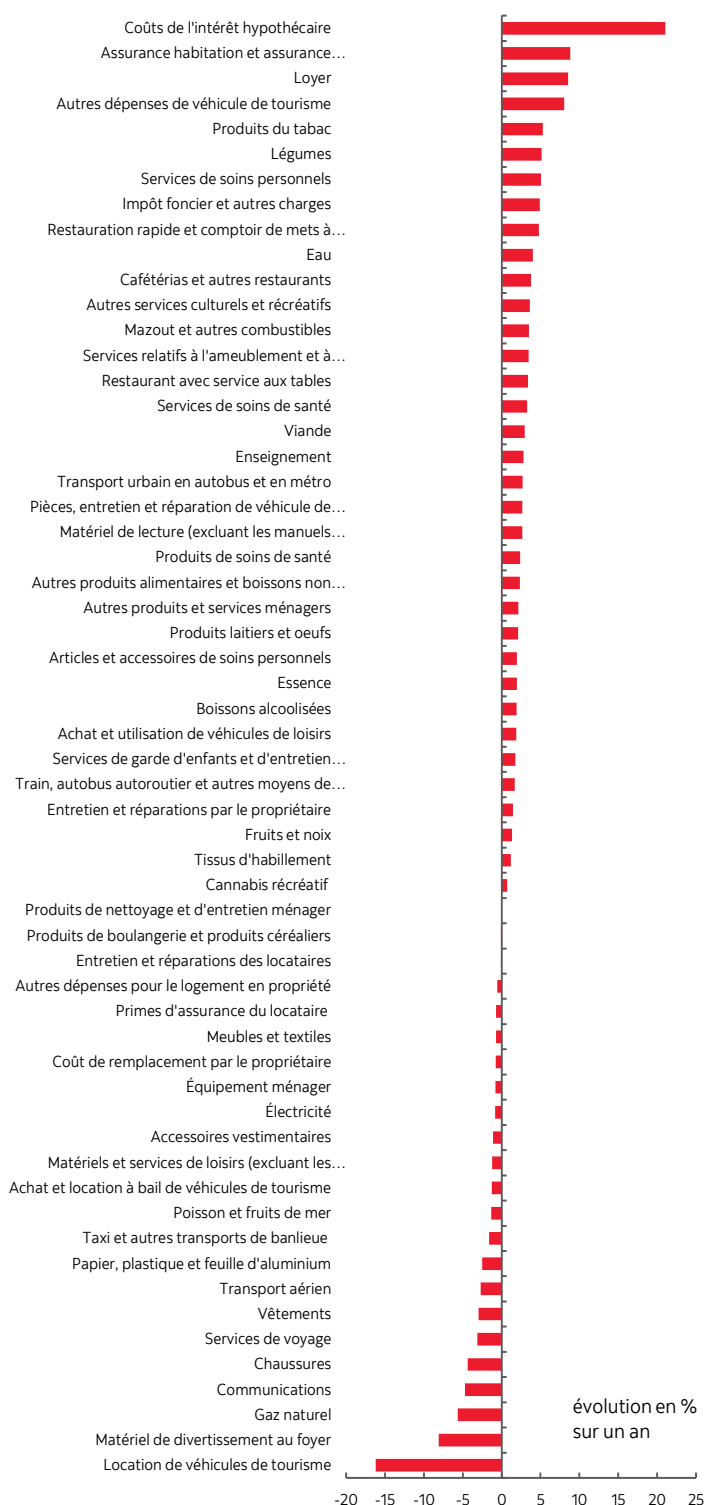 Coûts de l'intérêt hypothécaire
Assurance habitation et assurance…
Loyer
Autres dépenses de véhicule de tourisme
Produits du tabac
Légumes
Services de soins personnels
Impôt foncier et autres charges
Restauration rapide et comptoir de mets à…
Eau
Cafétérias et autres restaurants
Autres services culturels et récréatifs
Mazout et autres combustibles
Services relatifs à l'ameublement et à…
Restaurant avec service aux tables
Services de soins de santé
Viande
Enseignement
Transport urbain en autobus et en métro
Pièces, entretien et réparation de véhicule de…
Matériel de lecture (excluant les manuels…
Produits de soins de santé
Autres produits alimentaires et boissons non…
Autres produits et services ménagers
Produits laitiers et oeufs
Articles et accessoires de soins personnels
Essence
Boissons alcoolisées
Achat et utilisation de véhicules de loisirs
Services de garde d'enfants et d'entretien…
Train, autobus autoroutier et autres moyens de…
Entretien et réparations par le propriétaire
Fruits et noix
Tissus d'habillement
Cannabis récréatif
Produits de nettoyage et d'entretien ménager
Produits de boulangerie et produits céréaliers
Entretien et réparations des locataires
Autres dépenses pour le logement en propriété
Primes d'assurance du locataire
Meubles et textiles
Coût de remplacement par le propriétaire
Équipement ménager
Électricité
Accessoires vestimentaires
Matériels et services de loisirs (excluant les…
Achat et location à bail de véhicules de tourisme
Poisson et fruits de mer
Taxi et autres transports de banlieue
Papier, plastique et feuille d'aluminium
Transport aérien
Vêtements
Services de voyage
Chaussures
Communications
Gaz naturel
Matériel de divertissement au foyer
Location de véhicules de tourisme
évolution en %
sur un an
-20 -15 -10 -5 0 5 10 15 20 25